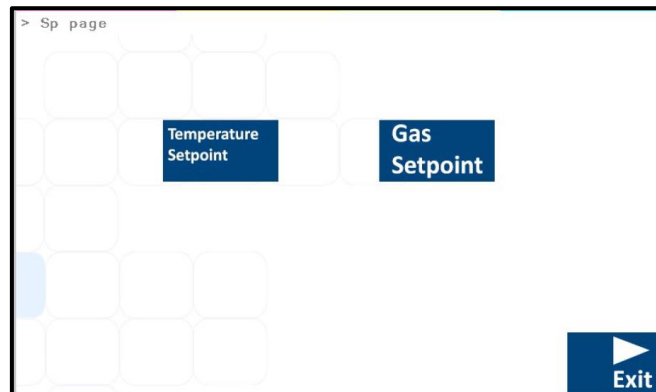 > Sp page
Temperature
Setpoint
Gas
Setpoint
Exit